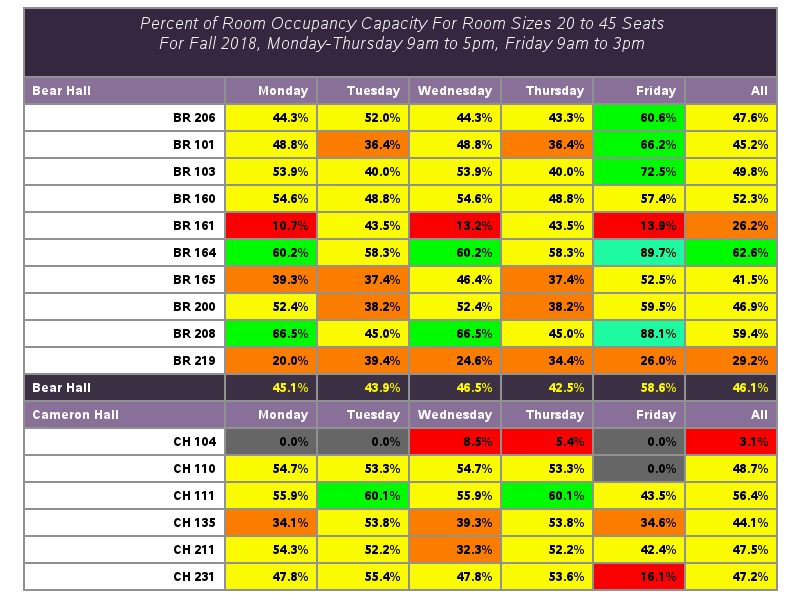 Percent of Room Occupancy Capacity For Room Sizes 20 to 45 Seats
For Fall 2018, Monday-Thursday 9am to 5pm, Friday 9am to 3pm
Bear Hall Monday Tuesday Wednesday Thursday Friday All
BR 206 44.3% 52.0% 44.3% 43.3% 60.6% 47.6%
BR 101 48.8% 36.4% 48.8% 36.4% 66.2% 45.2%
BR 103 53.9% 40.0% 53.9% 40.0% 72.5% 49.8%
BR 160 54.6% 48.8% 54.6% 48.8% 57.4% 52.3%
BR 161 10.7% 43.5% 13.2% 43.5% 13.9% 26.2%
BR 164 60.2% 58.3% 60.2% 58.3% 89.7% 62.6%
BR 165 39.3% 37.4% 46.4% 37.4% 52.5% 41.5%
BR 200 52.4% 38.2% 52.4% 38.2% 59.5% 46.9%
BR 208 66.5% 45.0% 66.5% 45.0% 88.1% 59.4%
BR 219 20.0% 39.4% 24.6% 34.4% 26.0% 29.2%
Bear Hall 45.1% 43.9% 46.5% 42.5% 58.6% 46.1%
Cameron Hall Monday Tuesday Wednesday Thursday Friday All
CH 104 0.0% 0.0% 8.5% 5.4% 0.0% 3.1%
CH 110 54.7% 53.3% 54.7% 53.3% 0.0% 48.7%
CH 111 55.9% 60.1% 55.9% 60.1% 43.5% 56.4%
CH 135 34.1% 53.8% 39.3% 53.8% 34.6% 44.1%
CH 211 54.3% 52.2% 32.3% 52.2% 42.4% 47.5%
CH 231 47.8% 55.4% 47.8% 53.6% 16.1% 47.2%